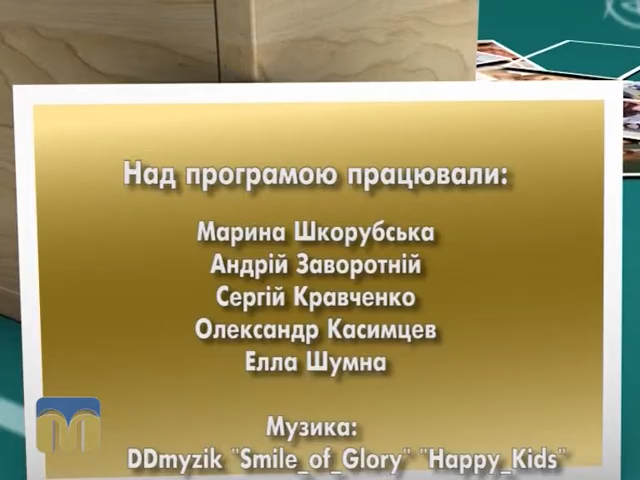 Над програмою працювали:
Марина Шкорубська
Андрій Заворотній
Сергій Кравченко
Олександр Касимцев
Елла Шумна
Музика:
DDmyzik "Smile_of_Glory" "Happy_Kids"
M